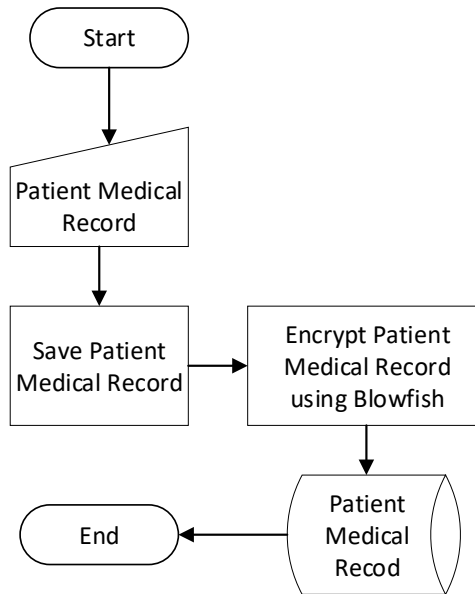 Start
Patient Medical
Record
Save Patient
Medical Record
Encrypt Patient
Medical Record
using Blowfish
Patient
Medical
Recod
End